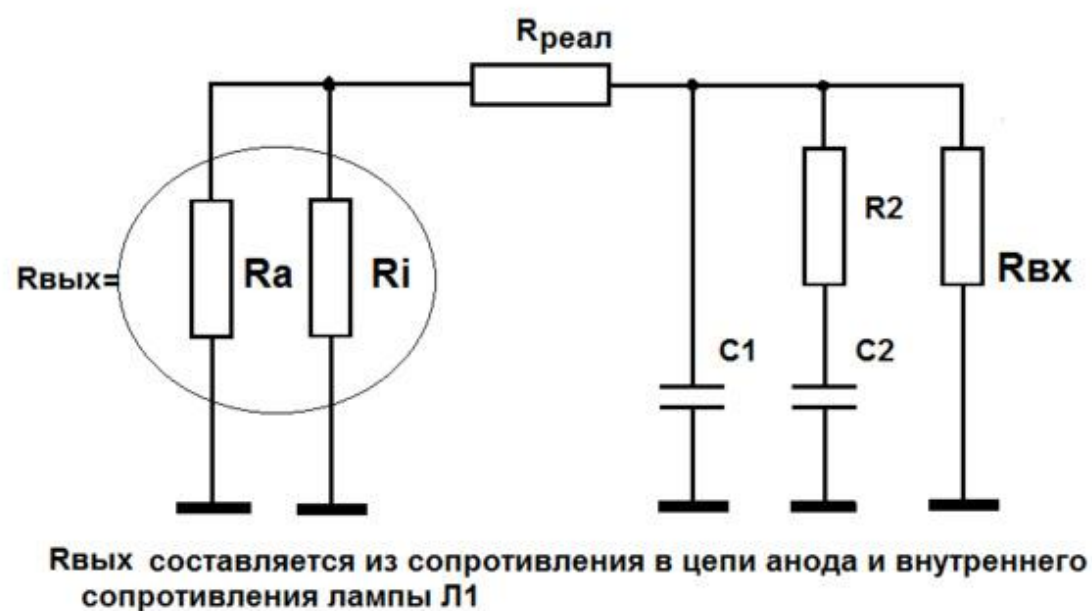 Rреал
Rвых=
Ra
Ri
R2
Rвх
C1
C2
Rвых составляется из сопротивления в цепи анода и внутреннего
сопротивления лампы Л1